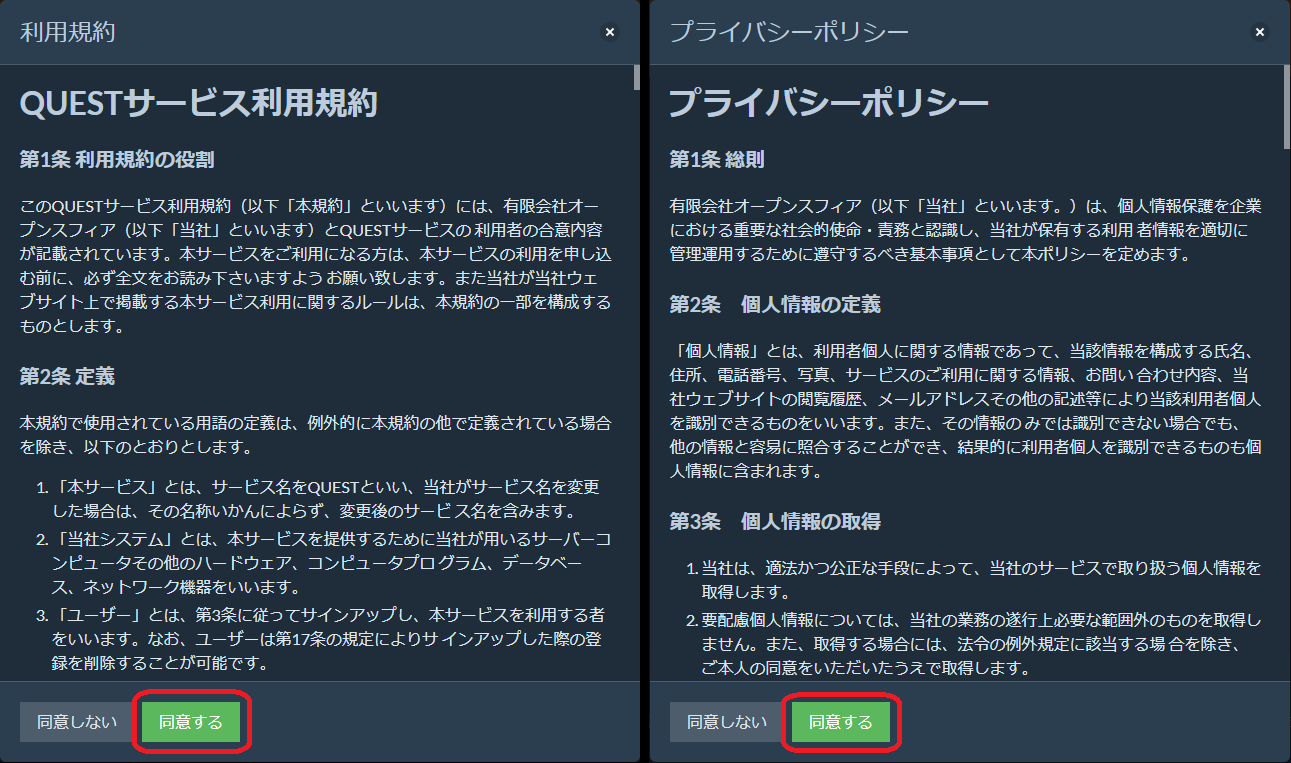 利用規約
×
QUESTサービス利用規約
第1条 利用規約の役割
このQUESTサービス利用規約（以下「本規約」といいます）には、有限会社オー
プンスフィア（以下「当社」といいます）とQUESTサービスの 利用者の合意内容
が記載されています。本サービスをご利用になる方は、本サービスの利用を申し込
む前に、必ず全文をお読み下さいますよう お願い致します。また当社が当社ウェ
ブサイト上で掲載する本サービス利用に関するルールは、本規約の一部を構成する
ものとします。
第2条 定義
本規約で使用されている用語の定義は、例外的に本規約の他で定義されている場合
を除き、以下のとおりとします。
1. 「本サービス」とは、サービス名をQUESTといい、当社がサービス名を変更
した場合は、その名称いかんによらず、変更後のサービ ス名を含みます。
2. 「当社システム」とは、本サービスを提供するために当社が用いるサーバーコ
ンピュータその他のハードウェア、コンピュータプロ グラム、データベー
ス、ネットワーク機器をいいます。
3. 「ユーザー」とは、第3条に従ってサインアップし、本サービスを利用する者
をいいます。なお、ユーザーは第17条の規定によりサ インアップした際の登
録を削除することが可能です。
同意しない
同意する
プライバシーポリシー
×
プライバシーポリシー
第1条 総則
有限会社オープンスフィア（以下「当社」といいます。）は、個人情報保護を企業
における重要な社会的使命・責務と認識し、当社が保有する利用 者情報を適切に
管理運用するために遵守するべき基本事項として本ポリシーを定めます。
第2条　個人情報の定義
「個人情報」とは、利用者個人に関する情報であって、当該情報を構成する氏名、
住所、電話番号、写真、サービスのご利用に関する情報、お問い 合わせ内容、当
社ウェブサイトの閲覧履歴、メールアドレスその他の記述等により当該利用者個人
を識別できるものをいいます。また、その情報の みでは識別できない場合でも、
他の情報と容易に照合することができ、結果的に利用者個人を識別できるものも個
人情報に含まれます。
第3条　個人情報の取得
1. 当社は、適法かつ公正な手段によって、当社のサービスで取り扱う個人情報を
取得します。
2. 要配慮個人情報については、当社の業務の遂行上必要な範囲外のものを取得し
ません。また、取得する場合には、法令の例外規定に該当する場 合を除き、
ご本人の同意をいただいたうえで取得します。
同意しない
同意する